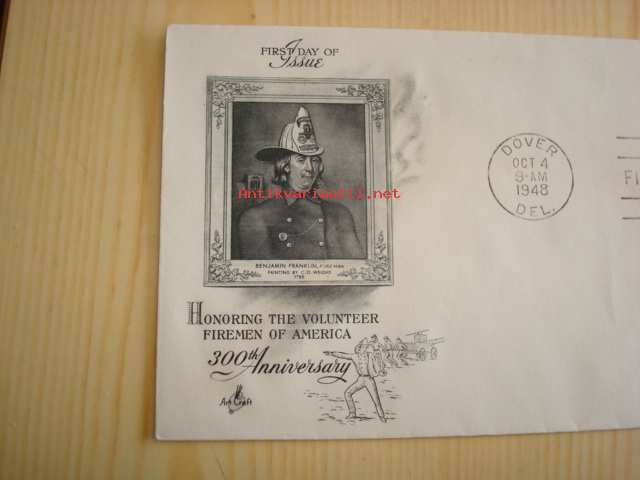 FIRST DAY OF
Issue
Antikvariaatti.net
BENJAMIN FRANKLIN, FIREMAN
PAINTING BY C.D. WRIGHT
HONORING THE VOLUNTEER
FIREMEN OF AMERICA
300th Anniversary
Art Craft
DOVER
OCT 4
9-AM
1948
DEL.
FI